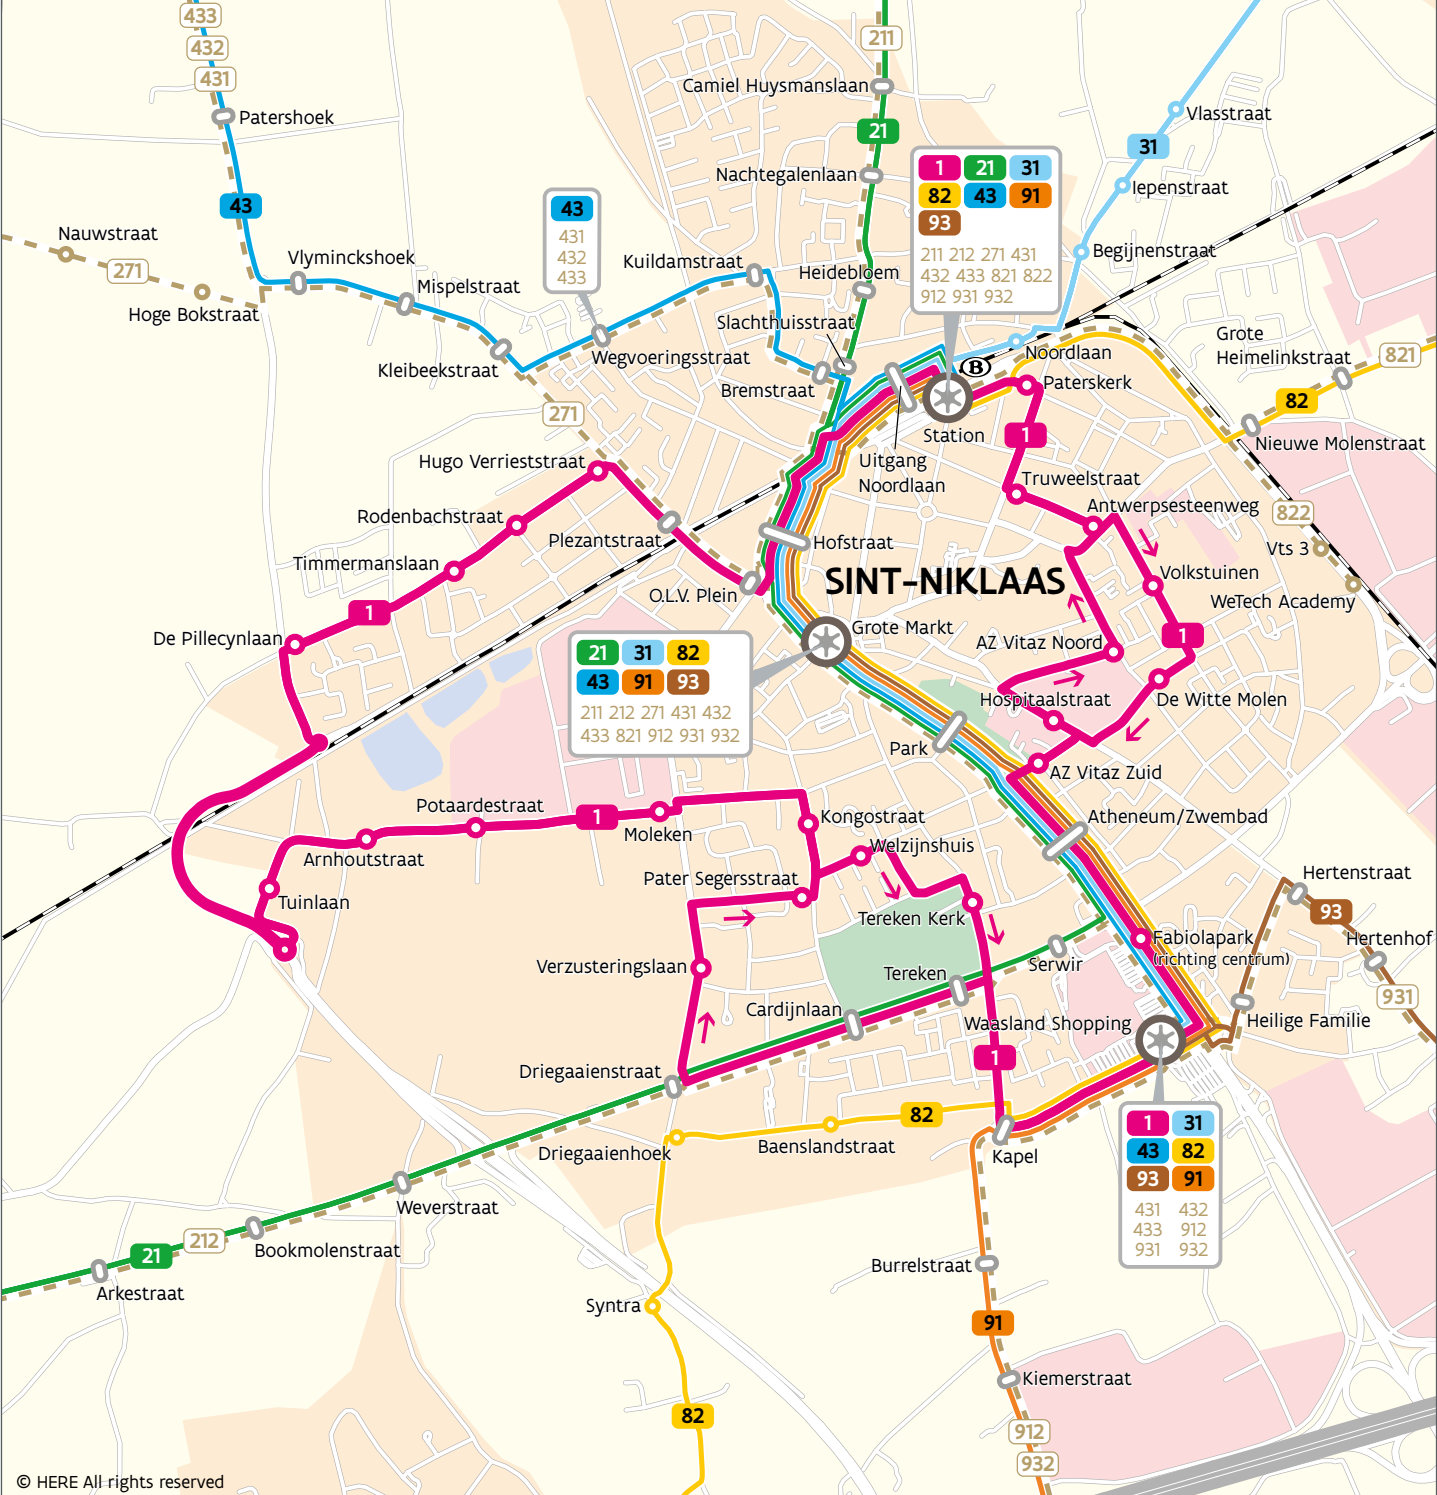 433
432
431
211
Camiel Huysmanslaan
Patershoek
21
Vlasstraat
31
Nachtegalenlaan
1 21 31
82 43 91
93
211 212 271 431
432 433 821 822
912 931 932
Iepenstraat
43
43
431
432
433
Nauwstraat
271
Vlyminckshoek
Kuildamstraat
Heidebloem
Begijnenstraat
Mispelstraat
Hoge Bokstraat
Slachthuisstraat
Grote
Heimelinkstraat
821
Kleibeekstraat
Wegvoeringsstraat
Noordlaan
B
Bremstraat
Paterskerk
82
271
Station
1
Nieuwe Molenstraat
Hugo Verrieststraat
Uitgang
Noordlaan
Truweelstraat
Antwerpsesteenweg
822
Rodenbachstraat
Plezantstraat
Hofstraat
Vts 3
Timmermanslaan
SINT-NIKLAAS
Volkstuinen
O.L.V. Plein
WeTech Academy
1
De Pillecynlaan
Grote Markt
AZ Vitaz Noord
1
21 31 82
43 91 93
211 212 271 431 432
433 821 912 931 932
Hospitaalstraat
De Witte Molen
Park
AZ Vitaz Zuid
Potaardestraat
1
Moleken
Kongostraat
Atheneum/Zwembad
Arnhoutstraat
Welzijnshuis
Pater Segersstraat
Hertenstraat
Tuinlaan
Tereken Kerk
93
Fabiolapark
(richting centrum)
Hertenhof
Verzusteringslaan
Tereken
Serwir
931
Cardijnlaan
Waasland Shopping
Heilige Familie
1
Driegaaienstraat
82
1 31
43 82
93 91
431 432
433 912
931 932
Driegaaienhoek
Baenslandstraat
Kapel
Weverstraat
212
21
Bookmolenstraat
Burrelstraat
Arkestraat
Syntra
91
Kiemerstraat
82
912
932
© HERE All rights reserved